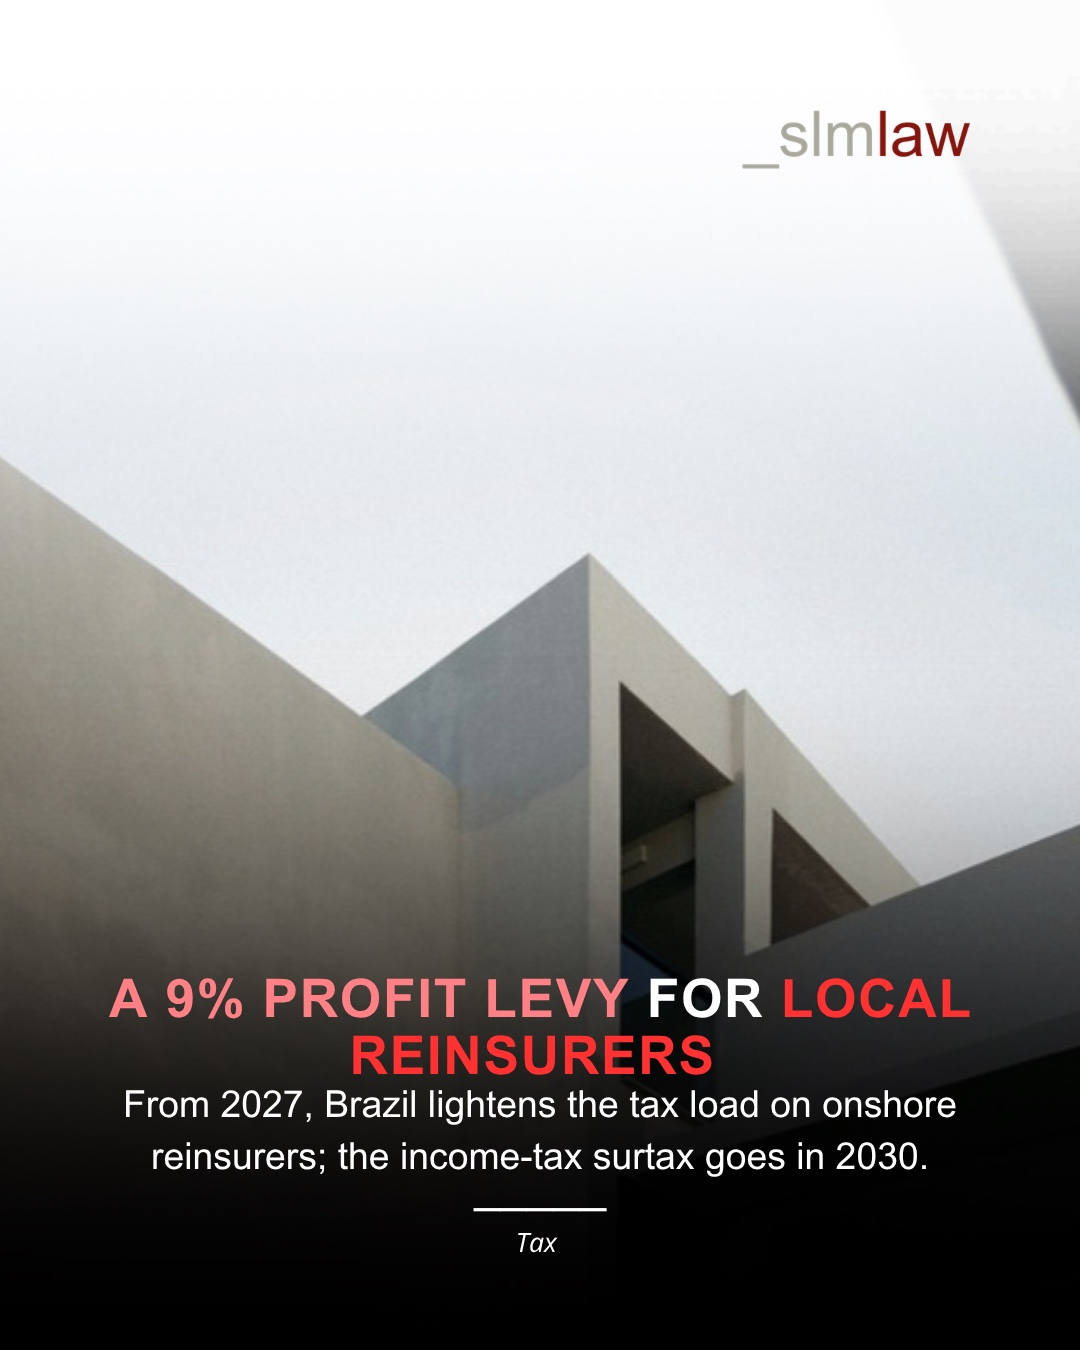 _slmlaw
A 9% PROFIT LEVY FOR LOCAL
REINSURERS
From 2027, Brazil lightens the tax load on onshore
reinsurers; the income-tax surtax goes in 2030.
Tax